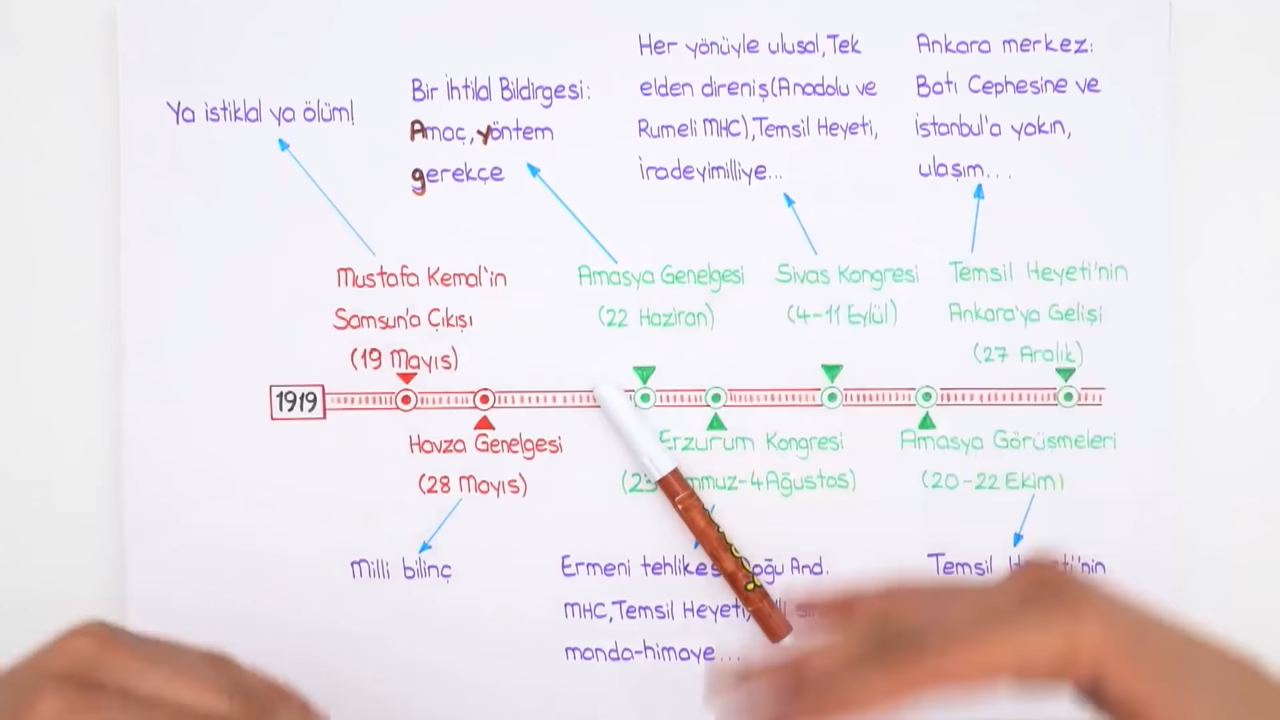 Ya istiklal ya ölüm!
Bir İhtilal Bildirgesi:
Amaç, yöntem
gerekçe
Her yönüyle ulusal, Tek
elden direniş(Anadolu ve
Rumeli MHC), Temsil Heyeti,
İradeyimilliye...
Ankara merkez:
Batı Cephesine ve
İstanbul'a yakın,
ulaşım...
Mustafa Kemal'in
Samsun'a Çıkışı
(19 Mayıs)
Amasya Genelgesi
(22 Haziran)
Sivas Kongresi
(4-11 Eylül)
Temsil Heyeti'nin
Ankara'ya Gelişi
(27 Aralık)
1919
Havza Genelgesi
(28 Mayıs)
Erzurum Kongresi
4 Ağustos)
Amasya Görüşmeleri
(20-22 Ekim)
Milli bilinç
Ermeni And.
MHC, Temsil Heyeti,
manda-himaye...
Temsil